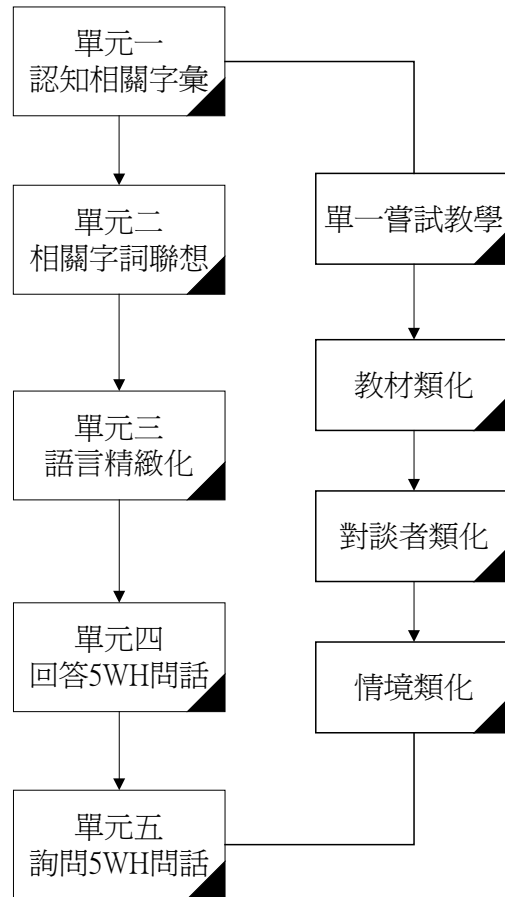 單元一
認知相關字彙
單元二
相關字詞聯想
單元三
語言精緻化
單元四
回答5WH問話
單元五
詢問5WH問話
單一嘗試教學
教材類化
對談者類化
情境類化